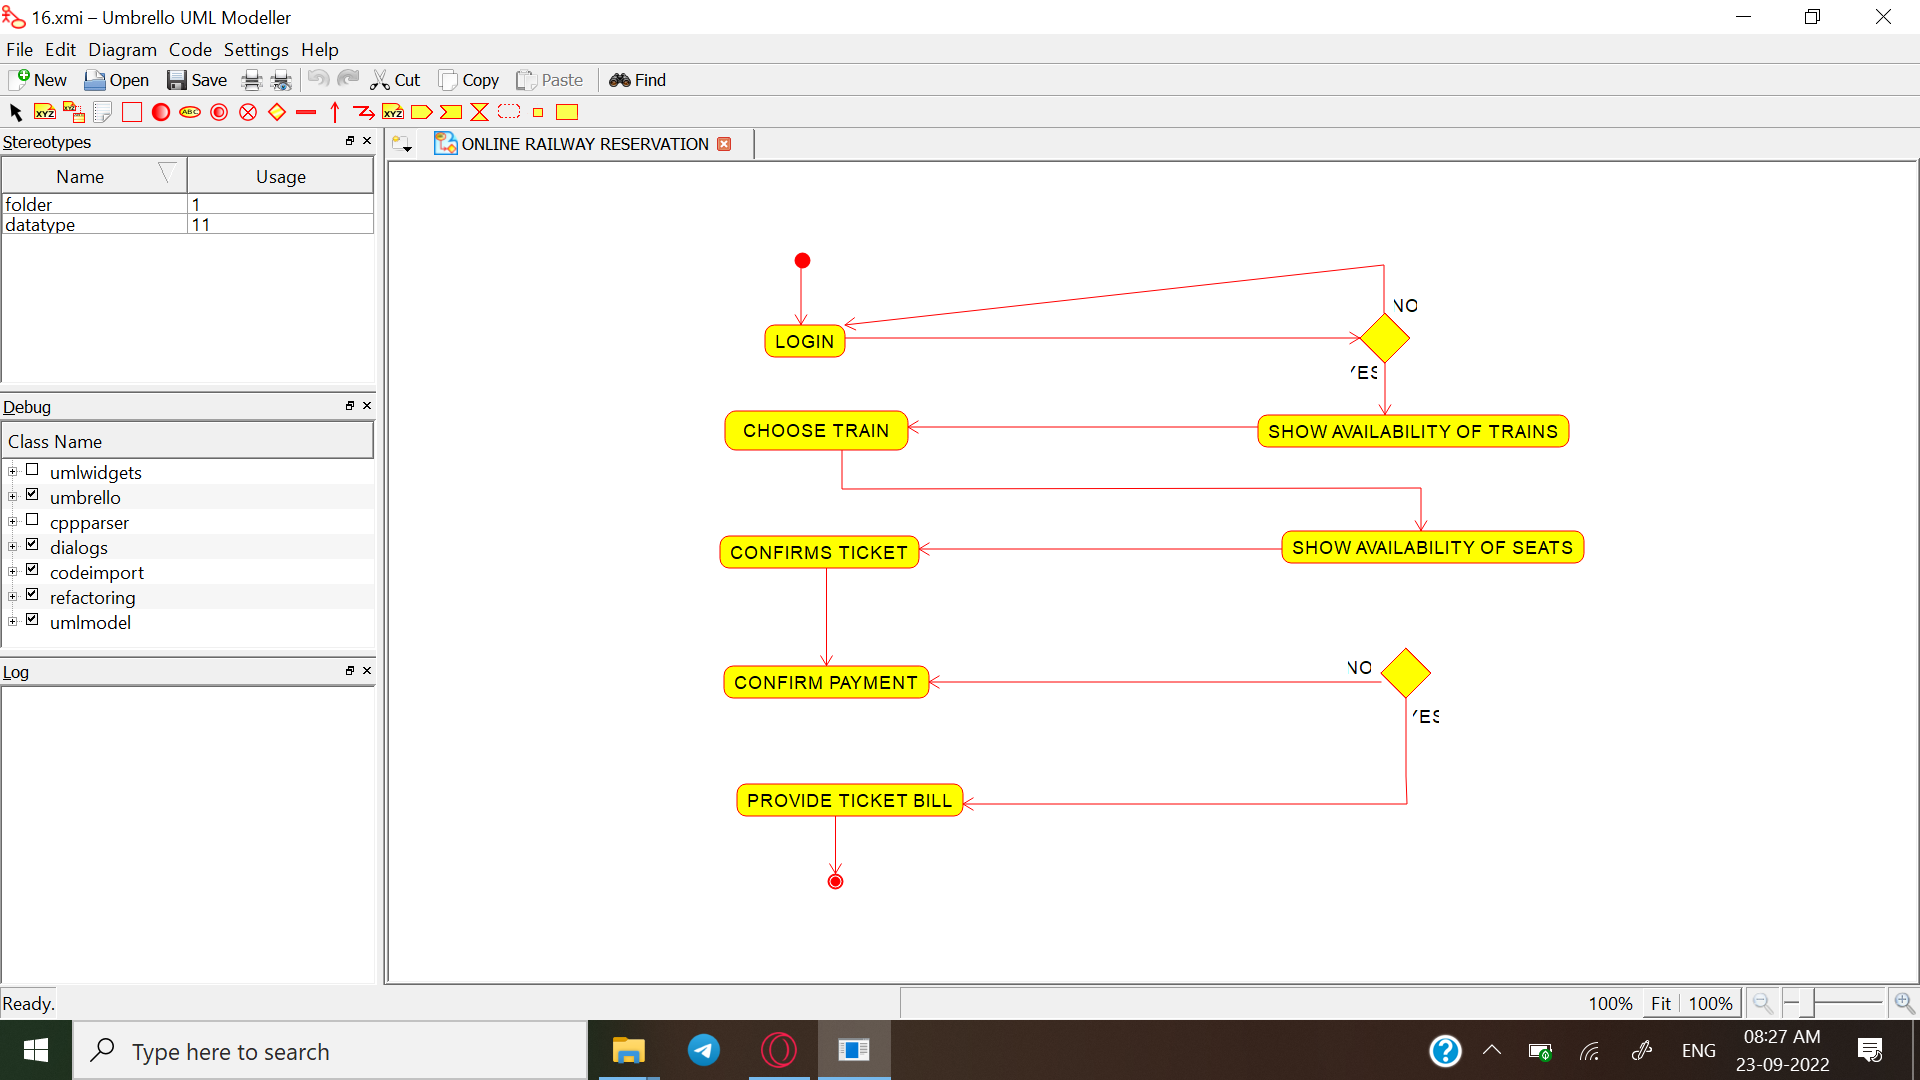 16.xmi – Umbrello UML Modeller
File Edit Diagram Code Settings Help
New Open Save Cut Copy Paste Find
XYZ XYZ ABC XYZ
Stereotypes
Name Usage
folder 1
datatype 11
Debug
Class Name
umlwidgets
umbrello
cppparser
dialogs
codeimport
refactoring
umlmodel
Log
ONLINE RAILWAY RESERVATION
NO
LOGIN
YES
CHOOSE TRAIN
SHOW AVAILABILITY OF TRAINS
CONFIRMS TICKET
SHOW AVAILABILITY OF SEATS
NO
CONFIRM PAYMENT
YES
PROVIDE TICKET BILL
Ready.
100% Fit 100%
Type here to search
ENG
08:27 AM
23-09-2022